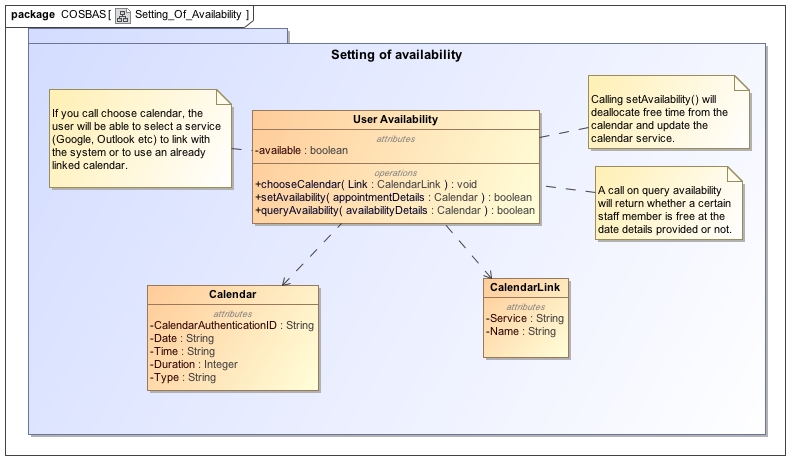 package COSBAS[ Setting_Of_Availability ]
Setting of availability
If you call choose calendar, the
user will be able to select a service
(Google, Outlook etc) to link with
the system or to use an already
linked calendar.
User Availability
attributes
-available : boolean
operations
+chooseCalendar( Link : CalendarLink ) : void
+setAvailability( appointmentDetails : Calendar ) : boolean
+queryAvailability( availabilityDetails : Calendar ) : boolean
Calling setAvailability() will
deallocate free time from the
calendar and update the
calendar service.
A call on query availability
will return whether a certain
staff member is free at the
date details provided or not.
Calendar
attributes
-CalendarAuthenticationID : String
-Date : String
-Time : String
-Duration : Integer
-Type : String
CalendarLink
attributes
-Service : String
-Name : String